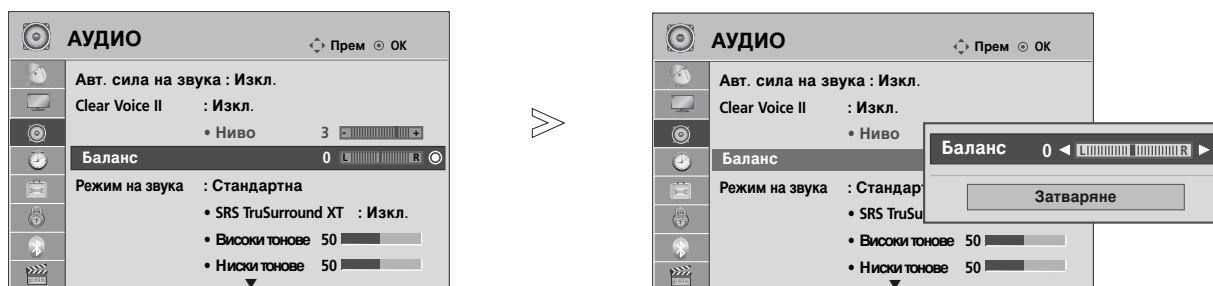 АУДИО
Прем
ОК
Авт. сила на звука : Изкл.
Clear Voice II : Изкл.
• Ниво 3 - +
Баланс 0 L R
Режим на звука : Стандартна
• SRS TruSurround XT : Изкл.
• Високи тонове 50
• Ниски тонове 50
АУДИО
Прем
ОК
Авт. сила на звука : Изкл.
Clear Voice II : Изкл.
• Ниво
Баланс
Режим на звука : Стандарт
• SRS TruSu
• Високи тонове 50
• Ниски тонове 50
Баланс 0 ◄ L R ►
Затваряне